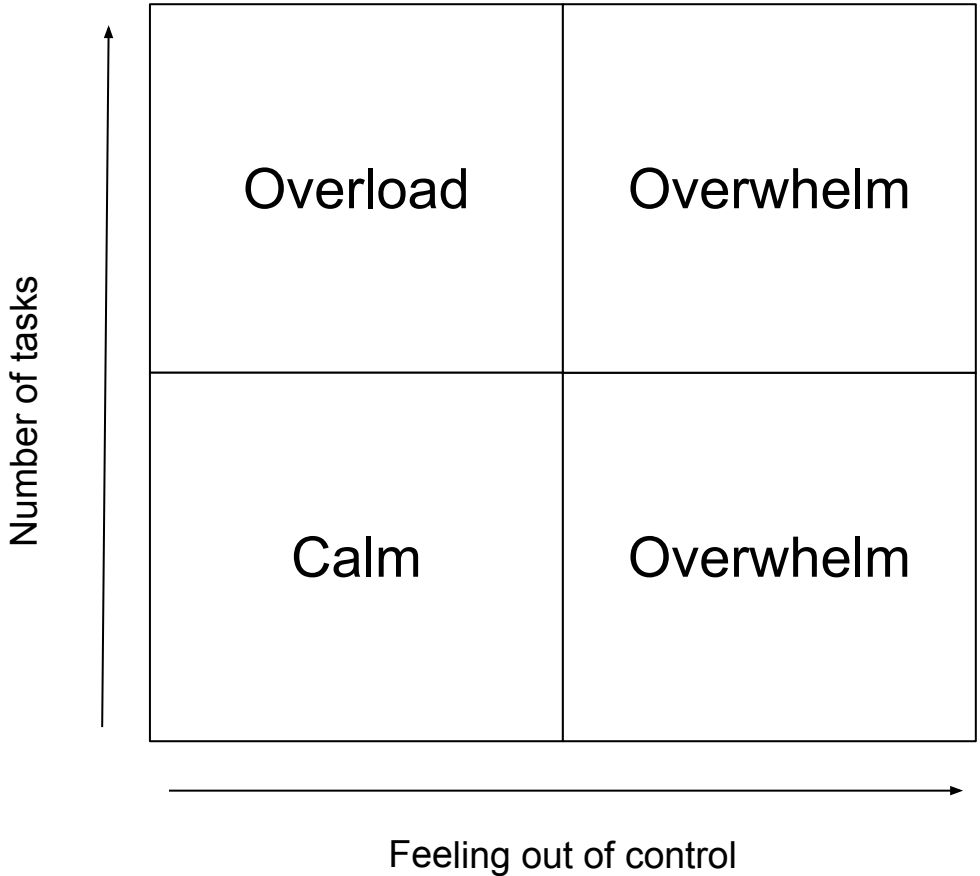 Overload
Overwhelm
Number of tasks
Calm
Overwhelm
Feeling out of control